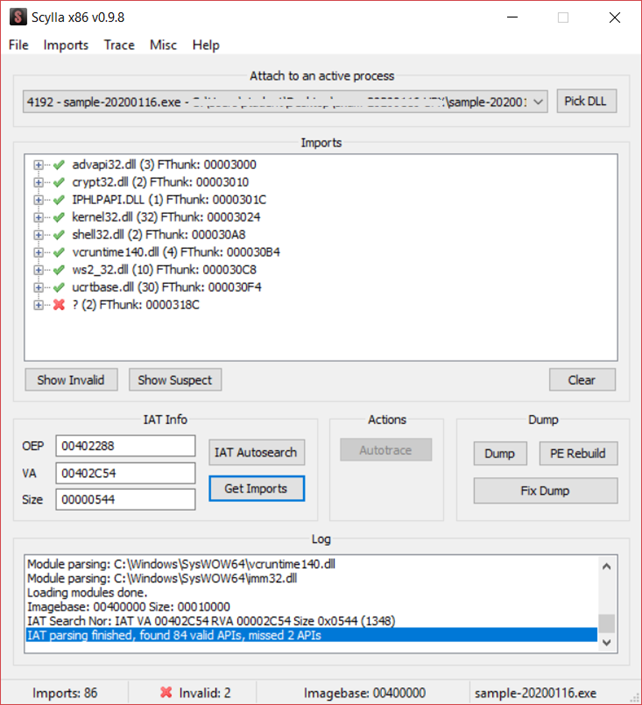 Scylla x86 v0.9.8
File Imports Trace Misc Help
Attach to an active process
4192 - sample-20200116.exe - \sample-20201
Pick DLL
Imports
advapi32.dll (3) FThunk: 00003000
crypt32.dll (2) FThunk: 00003010
IPHLPAPI.DLL (1) FThunk: 0000301C
kernel32.dll (32) FThunk: 00003024
shell32.dll (2) FThunk: 000030A8
vcruntime140.dll (4) FThunk: 000030B4
ws2_32.dll (10) FThunk: 000030C8
ucrtbase.dll (30) FThunk: 000030F4
? (2) FThunk: 0000318C
Show Invalid Show Suspect Clear
IAT Info
OEP 00402288
VA 00402C54
Size 00000544
IAT Autosearch
Get Imports
Actions
Autotrace
Dump
Dump PE Rebuild
Fix Dump
Log
Module parsing: C:\Windows\SysWOW64\vcruntime140.dll
Module parsing: C:\Windows\SysWOW64\imm32.dll
Loading modules done.
Imagebase: 00400000 Size: 00010000
IAT Search Nor: IAT VA 00402C54 RVA 00002C54 Size 0x0544 (1348)
IAT parsing finished, found 84 valid APIs, missed 2 APIs
Imports: 86 Invalid: 2 Imagebase: 00400000 sample-20200116.exe